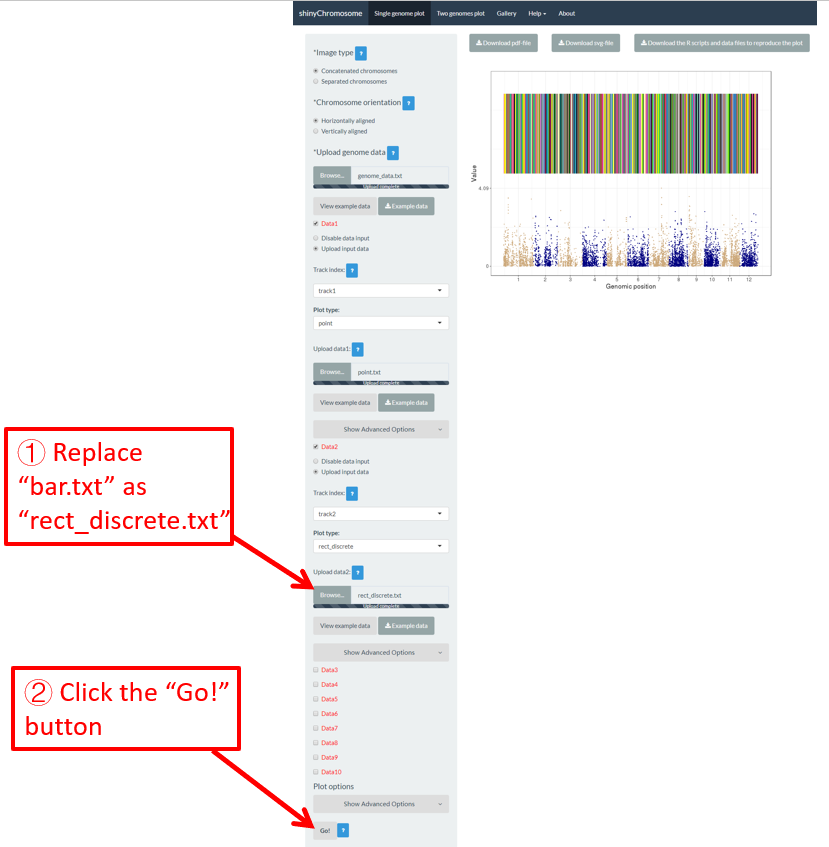 shinyChromosome
Single genome plot
Two genomes plot
Gallery
Help
About
*Image type ?
Concatenated chromosomes
Separated chromosomes
*Chromosome orientation ?
Horizontally aligned
Vertically aligned
*Upload genome data ?
Browse...
genome_data.txt
Upload complete
View example data
Example data
Data1
Disable data input
Upload input data
Track index: ?
track1
Plot type:
point
Upload data1: ?
Browse...
point.txt
Upload complete
View example data
Example data
Show Advanced Options
Data2
Disable data input
Upload input data
Track index: ?
track2
Plot type:
rect_discrete
Upload data2: ?
Browse...
rect_discrete.txt
Upload complete
View example data
Example data
Show Advanced Options
Data3
Data4
Data5
Data6
Data7
Data8
Data9
Data10
Plot options
Show Advanced Options
Go! ?
Download pdf-file
Download svg-file
Download the R scripts and data files to reproduce the plot
Value
4.09
0
1 2 3 4 5 6 7 8 9 10 11 12
Genomic position
① Replace
“bar.txt” as
“rect_discrete.txt”
② Click the “Go!”
button